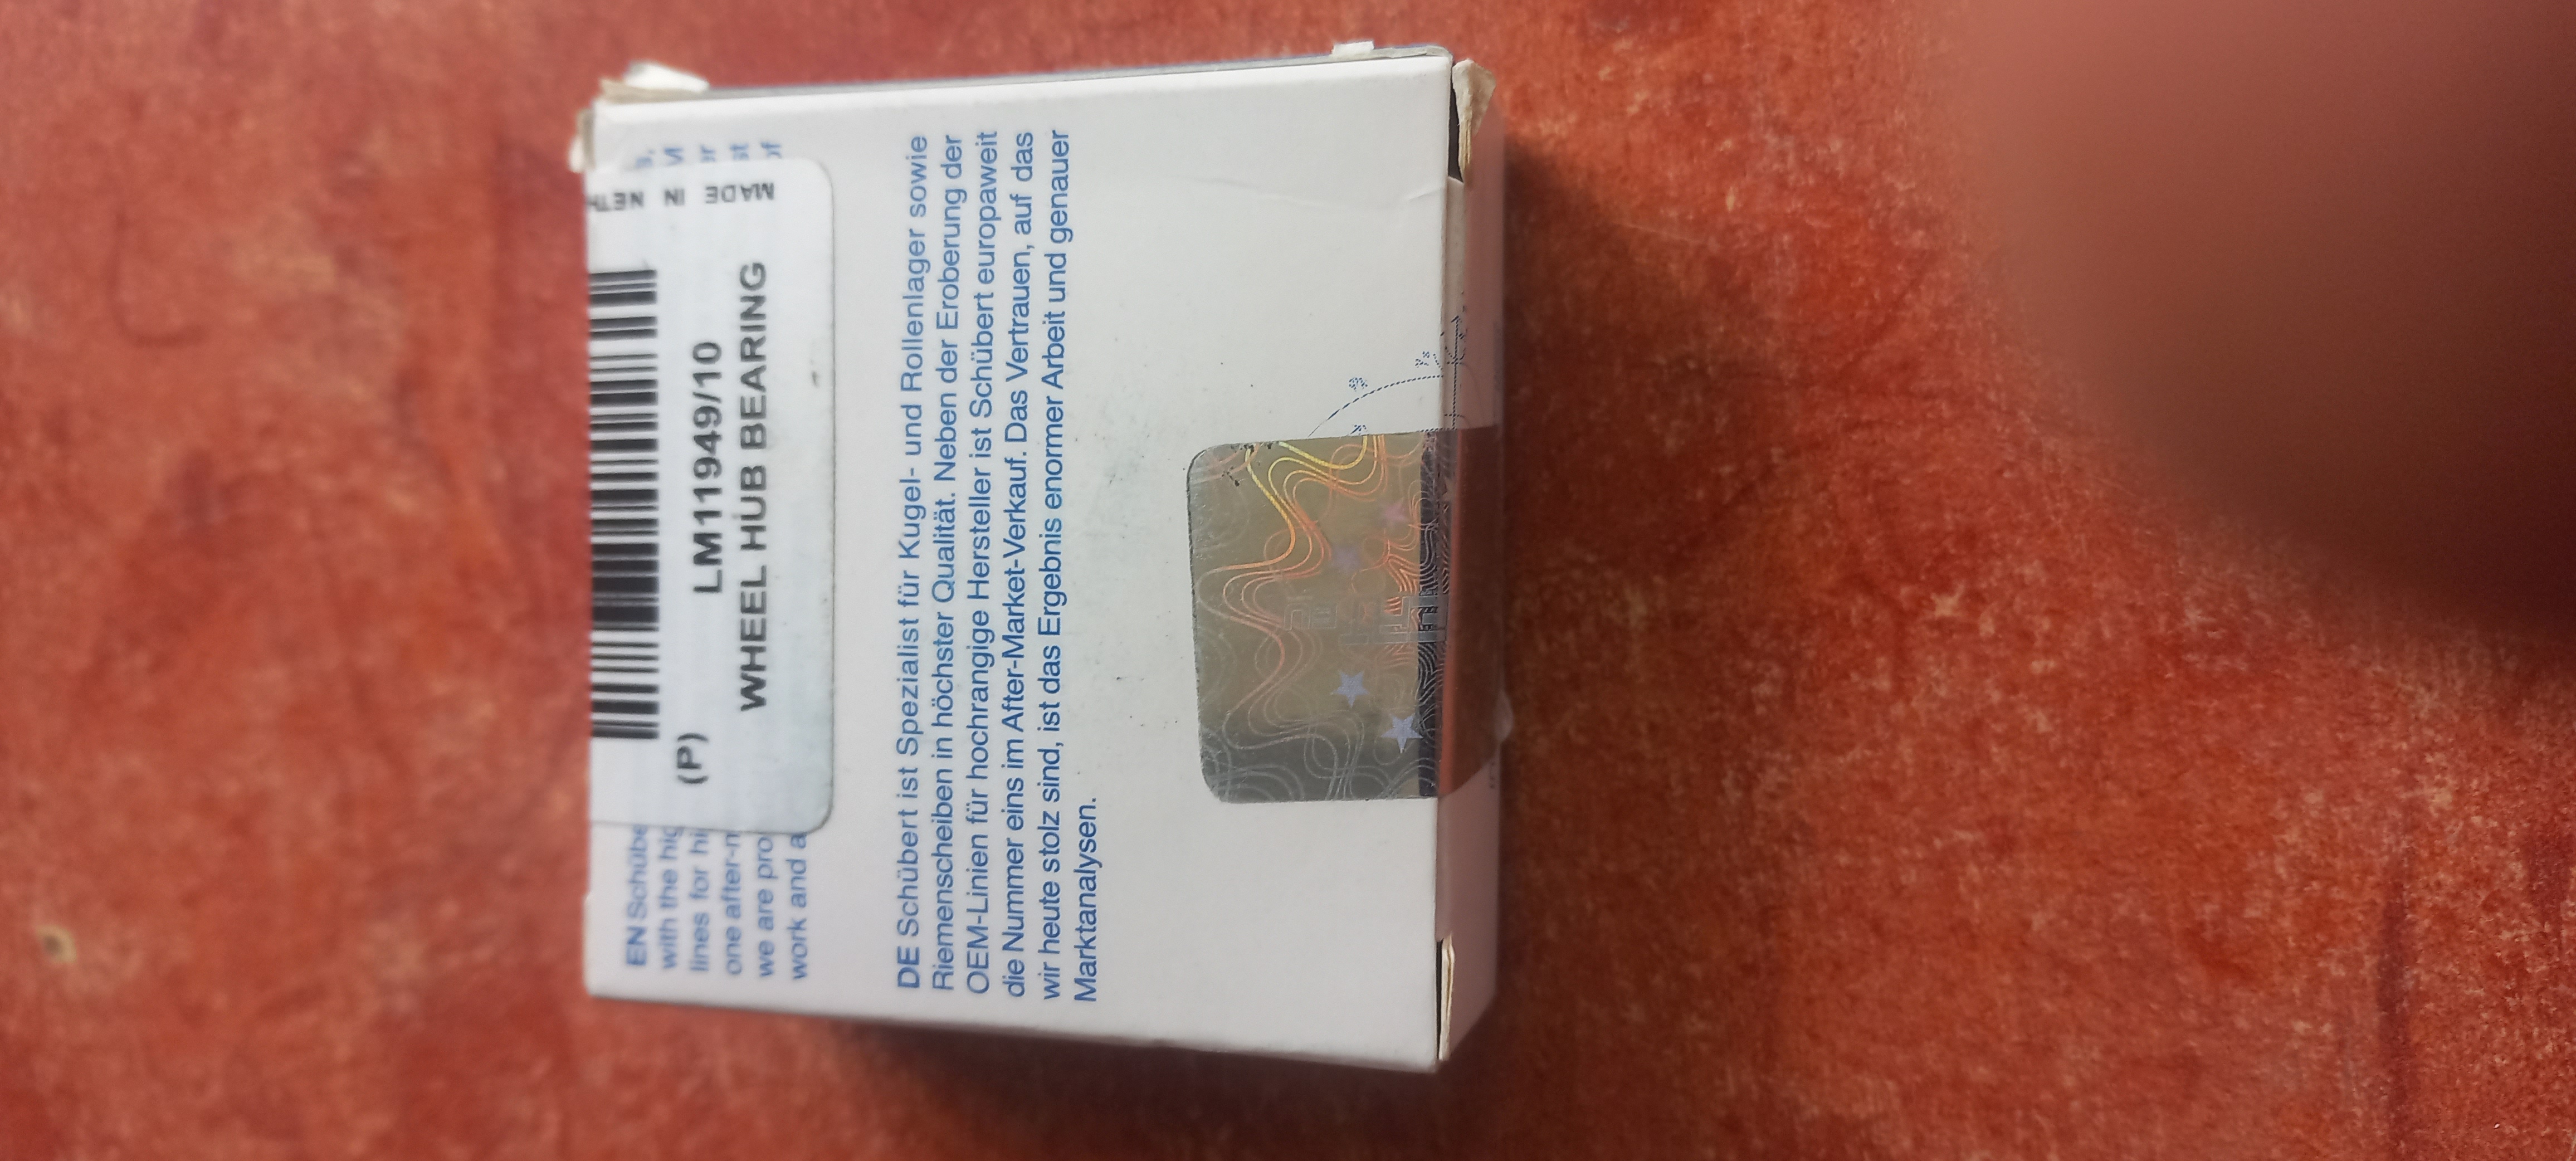 MADE IN NETH
(P) LM11949/10
WHEEL HUB BEARING
EN Schübe
with the hig
lines for hi
one after-m
we are pro
work and a
DE Schübert ist Spezialist für Kugel- und Rollenlager sowie
Riemenscheiben in höchster Qualität. Neben der Eroberung der
OEM-Linien für hochrangige Hersteller ist Schübert europaweit
die Nummer eins im After-Market-Verkauf. Das Vertrauen, auf das
wir heute stolz sind, ist das Ergebnis enormer Arbeit und genauer
Marktanalysen.